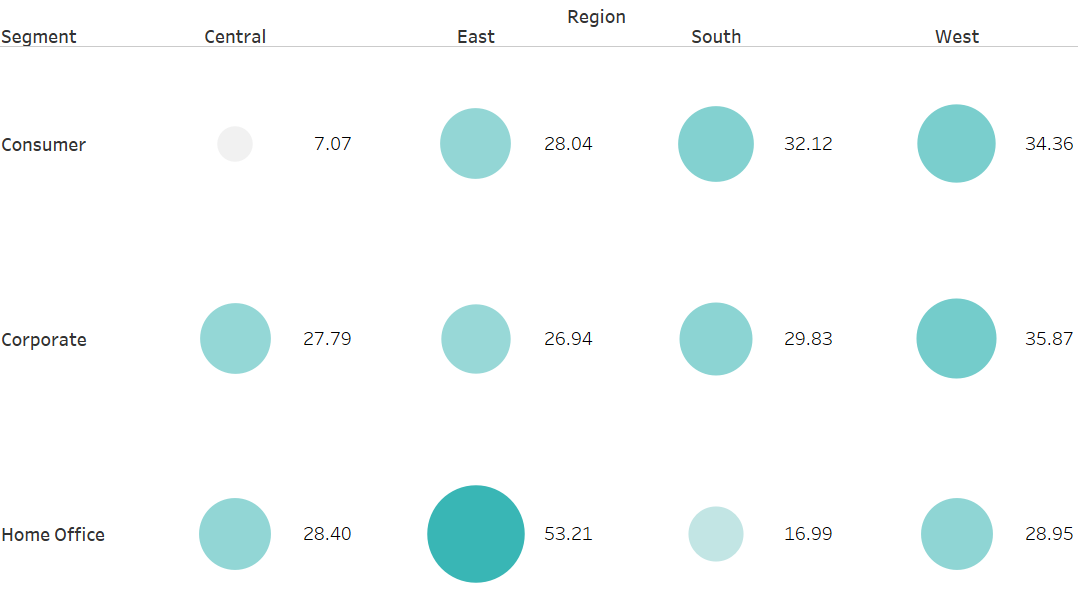 Region
Segment Central East South West
Consumer 7.07 28.04 32.12 34.36
Corporate 27.79 26.94 29.83 35.87
Home Office 28.40 53.21 16.99 28.95